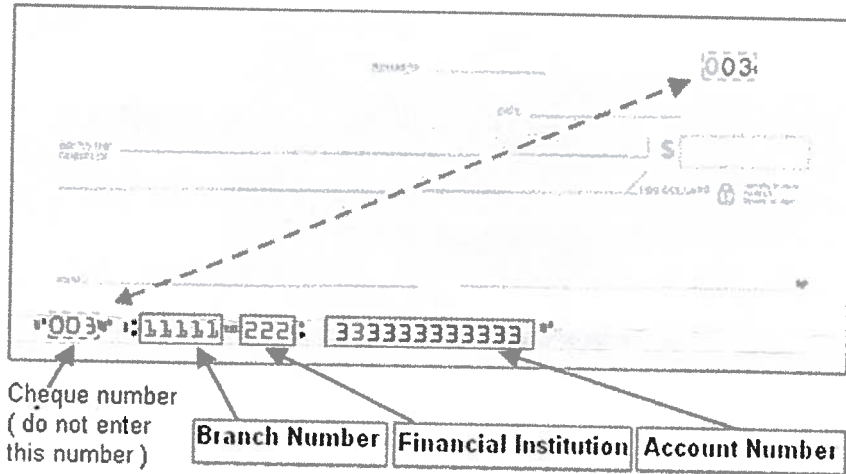 003
$
"003" ⑆11111-222⑆ 333333333333 "'
Cheque number
( do not enter
this number )
Branch Number
Financial Institution
Account Number